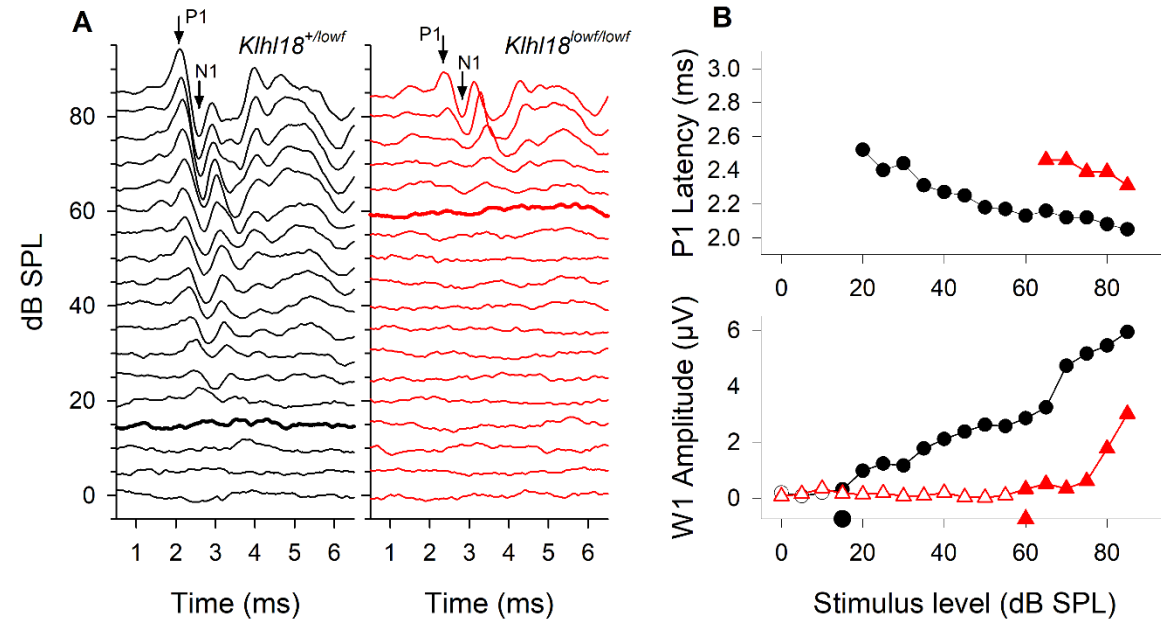 A
P1
N1
Klhl18+/lowf
P1
N1
Klhl18lowf/lowf
dB SPL
80
60
40
20
0
1 2 3 4 5 6
1 2 3 4 5 6
Time (ms)
Time (ms)
B
P1 Latency (ms)
3.0
2.8
2.6
2.4
2.2
2.0
0 20 40 60 80
W1 Amplitude (µV)
6
4
2
0
0 20 40 60 80
Stimulus level (dB SPL)